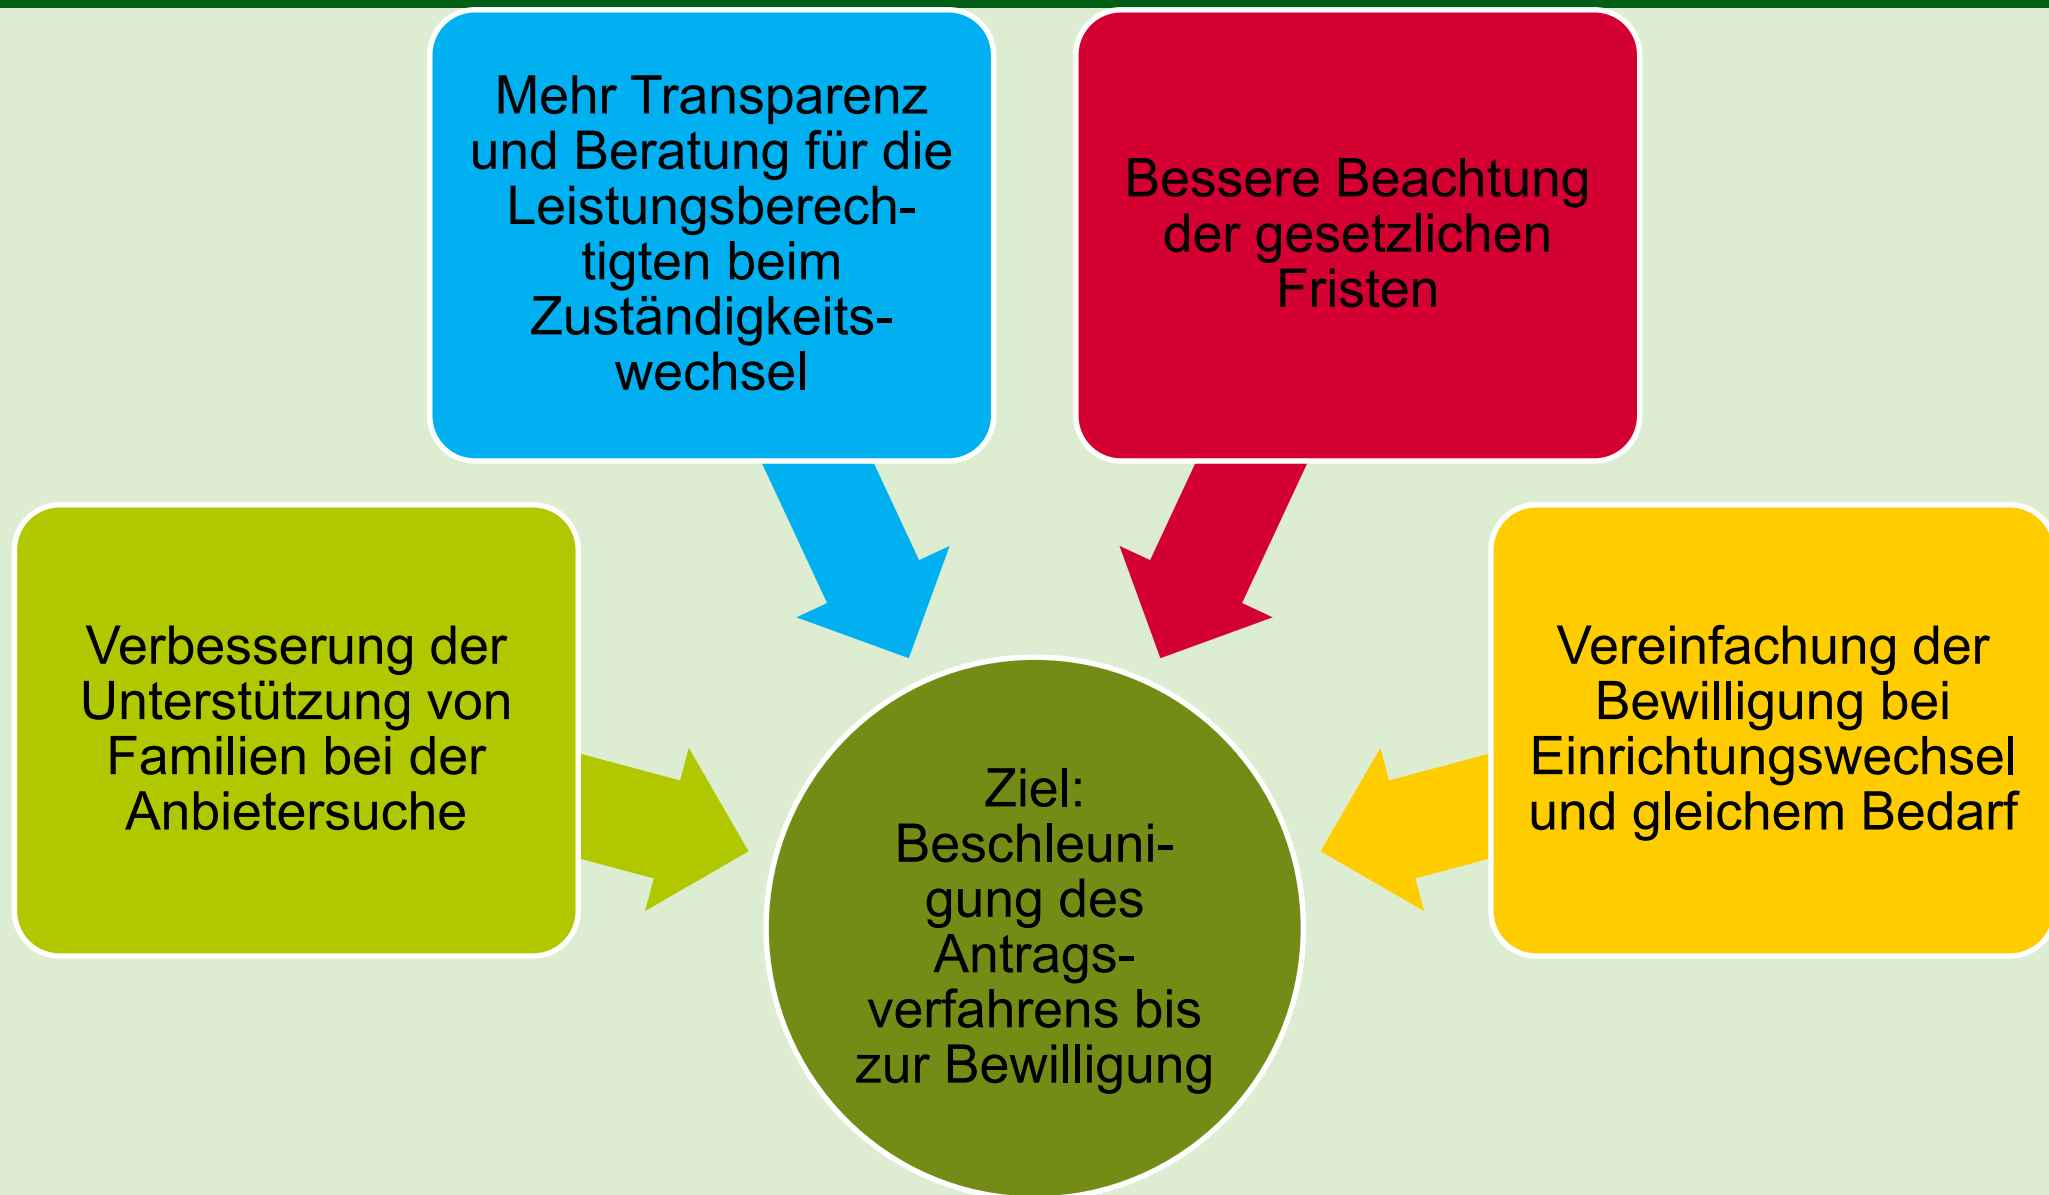 Mehr Transparenz
und Beratung für die
Leistungsberech-
tigten beim
Zuständigkeits-
wechsel
Bessere Beachtung
der gesetzlichen
Fristen
Verbesserung der
Unterstützung von
Familien bei der
Anbietersuche
Vereinfachung der
Bewilligung bei
Einrichtungswechsel
und gleichem Bedarf
Ziel:
Beschleuni-
gung des
Antrags-
verfahrens bis
zur Bewilligung